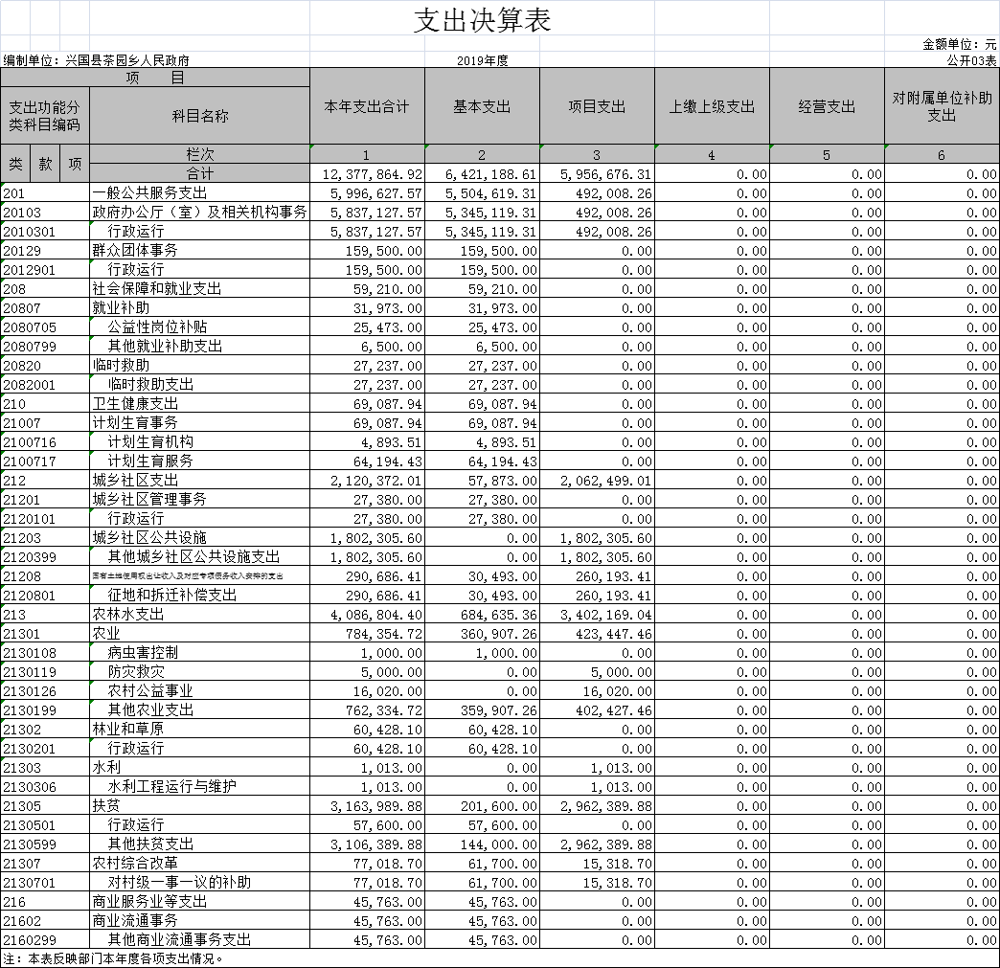 支出决算表
金额单位：元
编制单位：兴国县茶园乡人民政府 2019年度 公开03表
项 目 本年支出合计 基本支出 项目支出 上缴上级支出 经营支出 对附属单位补助支出
支出功能分类科目编码 科目名称
类 款 项 栏次 1 2 3 4 5 6
合计 12,377,864.92 6,421,188.61 5,956,676.31 0.00 0.00 0.00
201 一般公共服务支出 5,996,627.57 5,504,619.31 492,008.26 0.00 0.00 0.00
20103 政府办公厅（室）及相关机构事务 5,837,127.57 5,345,119.31 492,008.26 0.00 0.00 0.00
2010301 行政运行 5,837,127.57 5,345,119.31 492,008.26 0.00 0.00 0.00
20129 群众团体事务 159,500.00 159,500.00 0.00 0.00 0.00 0.00
2012901 行政运行 159,500.00 159,500.00 0.00 0.00 0.00 0.00
208 社会保障和就业支出 59,210.00 59,210.00 0.00 0.00 0.00 0.00
20807 就业补助 31,973.00 31,973.00 0.00 0.00 0.00 0.00
2080705 公益性岗位补贴 25,473.00 25,473.00 0.00 0.00 0.00 0.00
2080799 其他就业补助支出 6,500.00 6,500.00 0.00 0.00 0.00 0.00
20820 临时救助 27,237.00 27,237.00 0.00 0.00 0.00 0.00
2082001 临时救助支出 27,237.00 27,237.00 0.00 0.00 0.00 0.00
210 卫生健康支出 69,087.94 69,087.94 0.00 0.00 0.00 0.00
21007 计划生育事务 69,087.94 69,087.94 0.00 0.00 0.00 0.00
2100716 计划生育机构 4,893.51 4,893.51 0.00 0.00 0.00 0.00
2100717 计划生育服务 64,194.43 64,194.43 0.00 0.00 0.00 0.00
212 城乡社区支出 2,120,372.01 57,873.00 2,062,499.01 0.00 0.00 0.00
21201 城乡社区管理事务 27,380.00 27,380.00 0.00 0.00 0.00 0.00
2120101 行政运行 27,380.00 27,380.00 0.00 0.00 0.00 0.00
21203 城乡社区公共设施 1,802,305.60 0.00 1,802,305.60 0.00 0.00 0.00
2120399 其他城乡社区公共设施支出 1,802,305.60 0.00 1,802,305.60 0.00 0.00 0.00
21208 国有土地使用权出让收入及对应专项债务收入安排的支出 290,686.41 30,493.00 260,193.41 0.00 0.00 0.00
2120801 征地和拆迁补偿支出 290,686.41 30,493.00 260,193.41 0.00 0.00 0.00
213 农林水支出 4,086,804.40 684,635.36 3,402,169.04 0.00 0.00 0.00
21301 农业 784,354.72 360,907.26 423,447.46 0.00 0.00 0.00
2130108 病虫害控制 1,000.00 1,000.00 0.00 0.00 0.00 0.00
2130119 防灾救灾 5,000.00 0.00 5,000.00 0.00 0.00 0.00
2130126 农村公益事业 16,020.00 0.00 16,020.00 0.00 0.00 0.00
2130199 其他农业支出 762,334.72 359,907.26 402,427.46 0.00 0.00 0.00
21302 林业和草原 60,428.10 60,428.10 0.00 0.00 0.00 0.00
2130201 行政运行 60,428.10 60,428.10 0.00 0.00 0.00 0.00
21303 水利 1,013.00 0.00 1,013.00 0.00 0.00 0.00
2130306 水利工程运行与维护 1,013.00 0.00 1,013.00 0.00 0.00 0.00
21305 扶贫 3,163,989.88 201,600.00 2,962,389.88 0.00 0.00 0.00
2130501 行政运行 57,600.00 57,600.00 0.00 0.00 0.00 0.00
2130599 其他扶贫支出 3,106,389.88 144,000.00 2,962,389.88 0.00 0.00 0.00
21307 农村综合改革 77,018.70 61,700.00 15,318.70 0.00 0.00 0.00
2130701 对村级一事一议的补助 77,018.70 61,700.00 15,318.70 0.00 0.00 0.00
216 商业服务业等支出 45,763.00 45,763.00 0.00 0.00 0.00 0.00
21602 商业流通事务 45,763.00 45,763.00 0.00 0.00 0.00 0.00
2160299 其他商业流通事务支出 45,763.00 45,763.00 0.00 0.00 0.00 0.00
注：本表反映部门本年度各项支出情况。